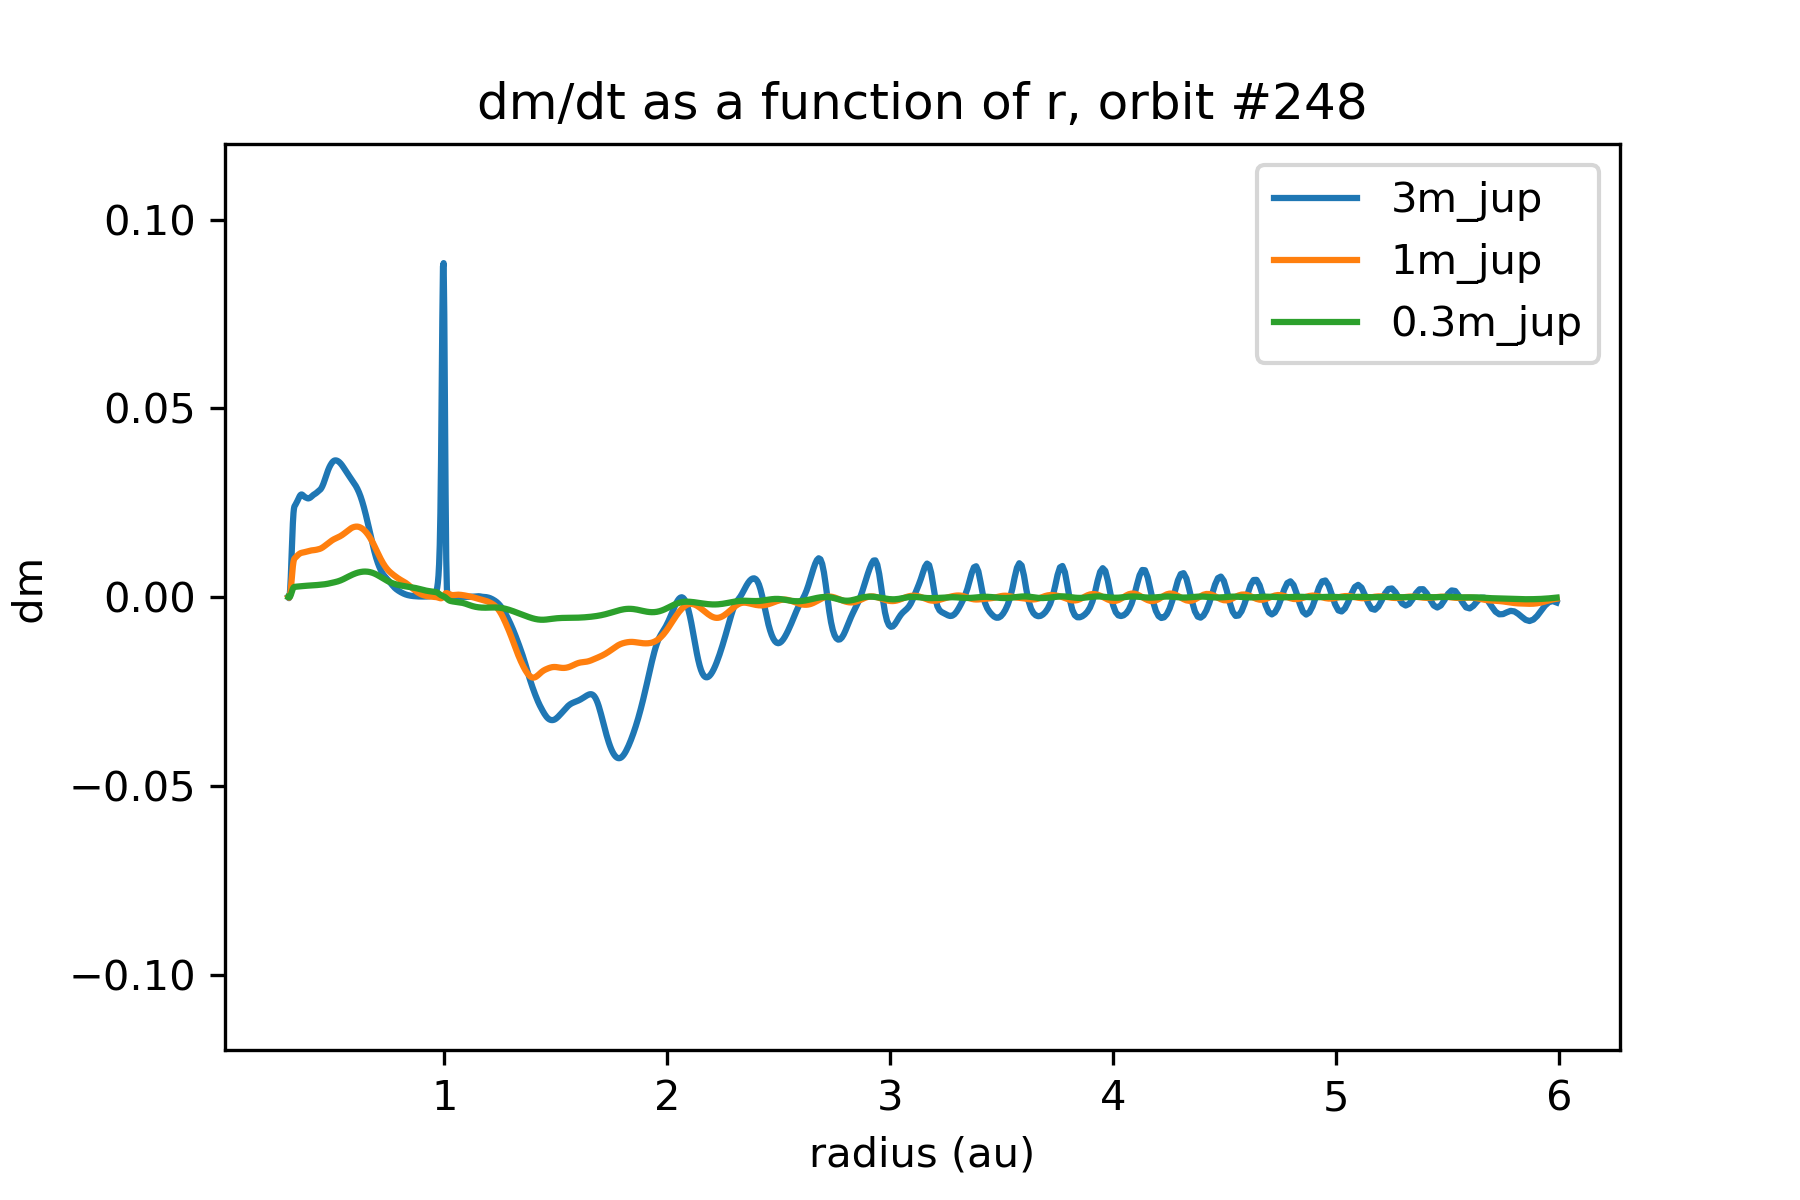 dm/dt as a function of r, orbit #248
3m_jup
1m_jup
0.3m_jup
0.10
0.05
0.00
−0.05
−0.10
dm
1 2 3 4 5 6
radius (au)